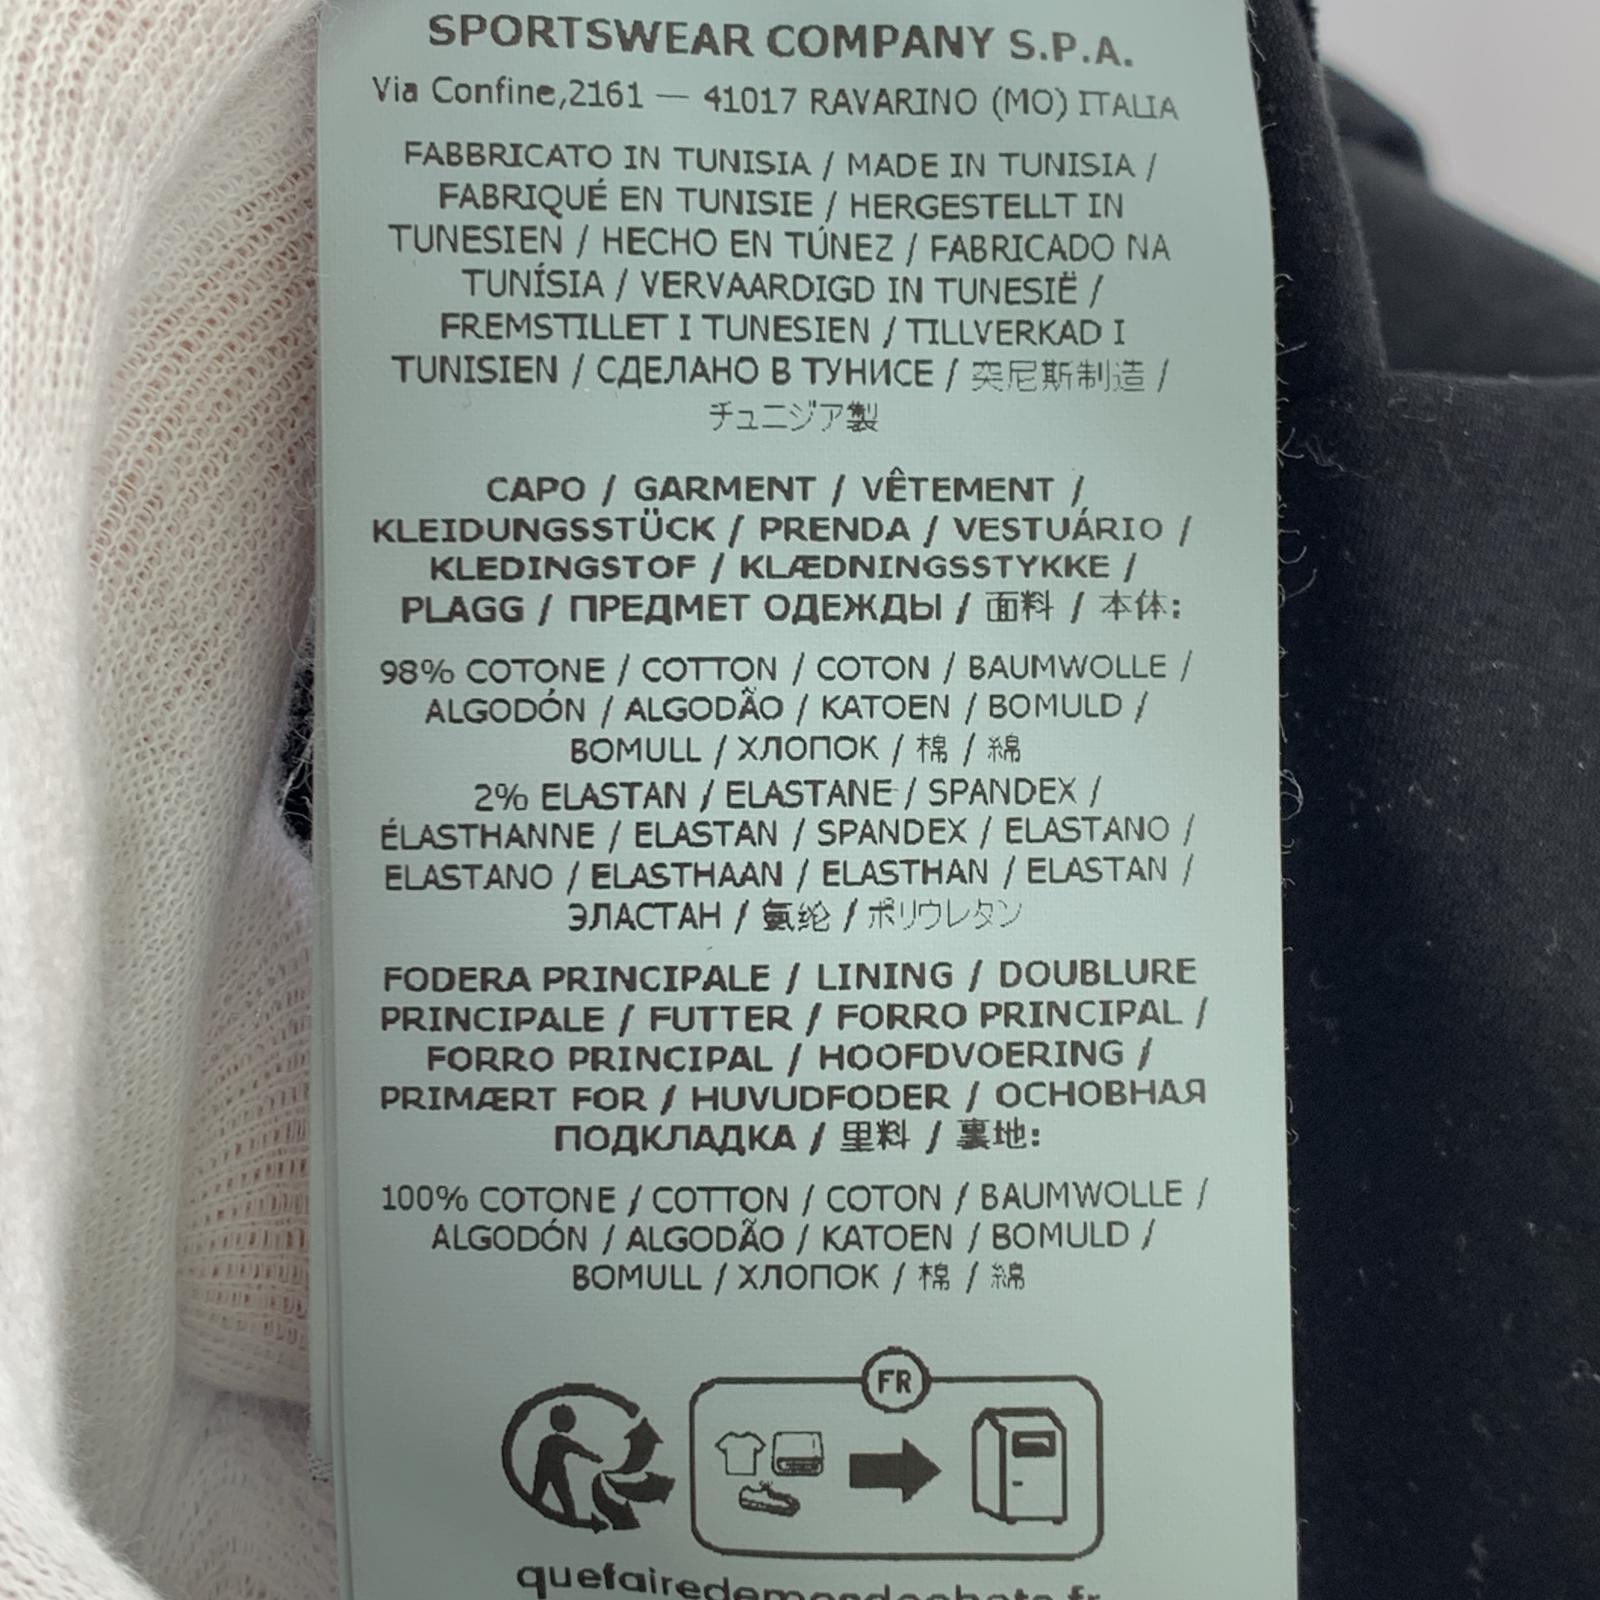 SPORTSWEAR COMPANY S.P.A.
Via Confine,2161 — 41017 RAVARINO (MO) ITALIA
FABBRICATO IN TUNISIA / MADE IN TUNISIA /
FABRIQUÉ EN TUNISIE / HERGESTELLT IN
TUNESIEN / HECHO EN TÚNEZ / FABRICADO NA
TUNÍSIA / VERVAARDIGD IN TUNESIË /
FREMSTILLET I TUNESIEN / TILLVERKAD I
TUNISIEN / СДЕЛАНО В ТУНИСЕ / 突尼斯制造 /
チュニジア製
CAPO / GARMENT / VÊTEMENT /
KLEIDUNGSSTÜCK / PRENDA / VESTUÁRIO /
KLEDINGSTOF / KLÆDNINGSSTYKKE /
PLAGG / ПРЕДМЕТ ОДЕЖДЫ / 面料 / 本体:
98% COTONE / COTTON / COTON / BAUMWOLLE /
ALGODÓN / ALGODÃO / KATOEN / BOMULD /
BOMULL / ХЛОПОК / 棉 / 綿
2% ELASTAN / ELASTANE / SPANDEX /
ÉLASTHANNE / ELASTAN / SPANDEX / ELASTANO /
ELASTANO / ELASTHAAN / ELASTHAN / ELASTAN /
ЭЛАСТАН / 氨纶 / ポリウレタン
FODERA PRINCIPALE / LINING / DOUBLURE
PRINCIPALE / FUTTER / FORRO PRINCIPAL /
FORRO PRINCIPAL / HOOFDVOERING /
PRIMÆRT FOR / HUVUDFODER / ОСНОВНАЯ
ПОДКЛАДКА / 里料 / 裏地:
100% COTONE / COTTON / COTON / BAUMWOLLE /
ALGODÓN / ALGODÃO / KATOEN / BOMULD /
BOMULL / ХЛОПОК / 棉 / 綿
FR
quefairedemesdechets.fr